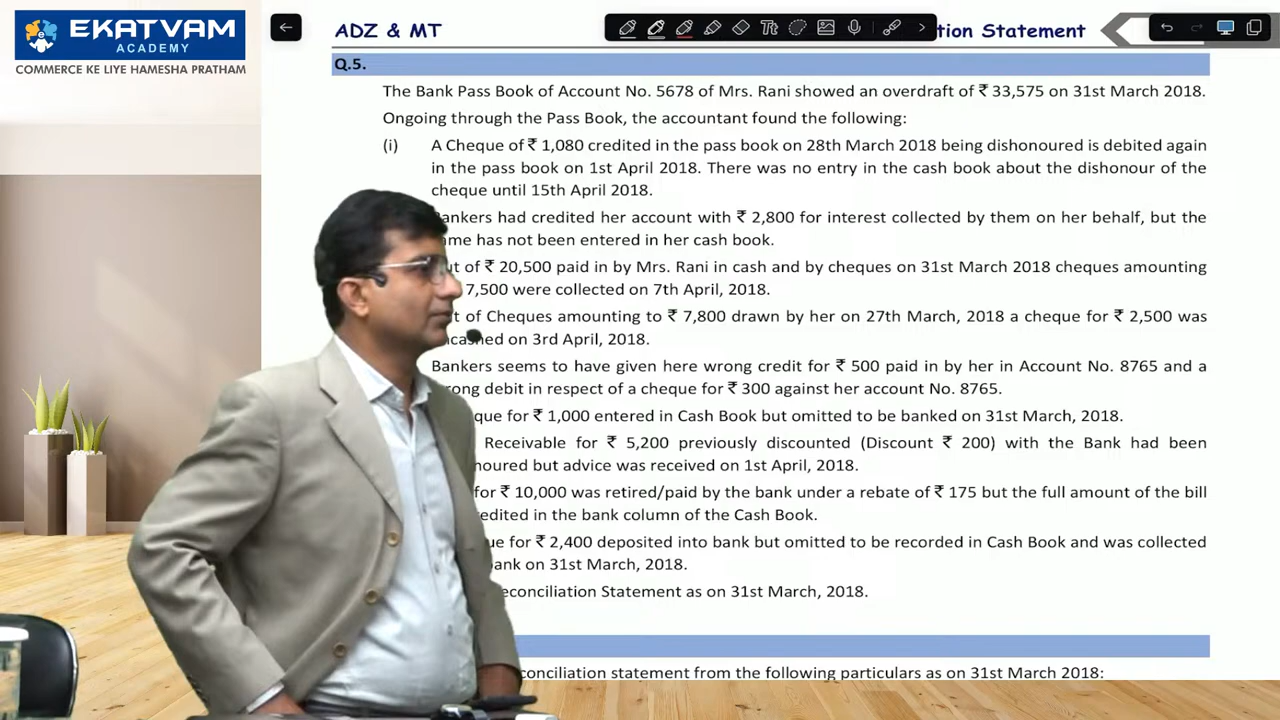 EKATVAM
ACADEMY
COMMERCE KE LIYE HAMESHA PRATHAM
ADZ & MT
tion Statement
Q.5.
The Bank Pass Book of Account No. 5678 of Mrs. Rani showed an overdraft of ₹ 33,575 on 31st March 2018.
Ongoing through the Pass Book, the accountant found the following:
(i) A Cheque of ₹ 1,080 credited in the pass book on 28th March 2018 being dishonoured is debited again
in the pass book on 1st April 2018. There was no entry in the cash book about the dishonour of the
cheque until 15th April 2018.
ankers had credited her account with ₹ 2,800 for interest collected by them on her behalf, but the
me has not been entered in her cash book.
ut of ₹ 20,500 paid in by Mrs. Rani in cash and by cheques on 31st March 2018 cheques amounting
7,500 were collected on 7th April, 2018.
t of Cheques amounting to ₹ 7,800 drawn by her on 27th March, 2018 a cheque for ₹ 2,500 was
cashed on 3rd April, 2018.
Bankers seems to have given here wrong credit for ₹ 500 paid in by her in Account No. 8765 and a
rong debit in respect of a cheque for ₹ 300 against her account No. 8765.
que for ₹ 1,000 entered in Cash Book but omitted to be banked on 31st March, 2018.
Receivable for ₹ 5,200 previously discounted (Discount ₹ 200) with the Bank had been
noured but advice was received on 1st April, 2018.
for ₹ 10,000 was retired/paid by the bank under a rebate of ₹ 175 but the full amount of the bill
redited in the bank column of the Cash Book.
ue for ₹ 2,400 deposited into bank but omitted to be recorded in Cash Book and was collected
ank on 31st March, 2018.
econciliation Statement as on 31st March, 2018.
conciliation statement from the following particulars as on 31st March 2018: